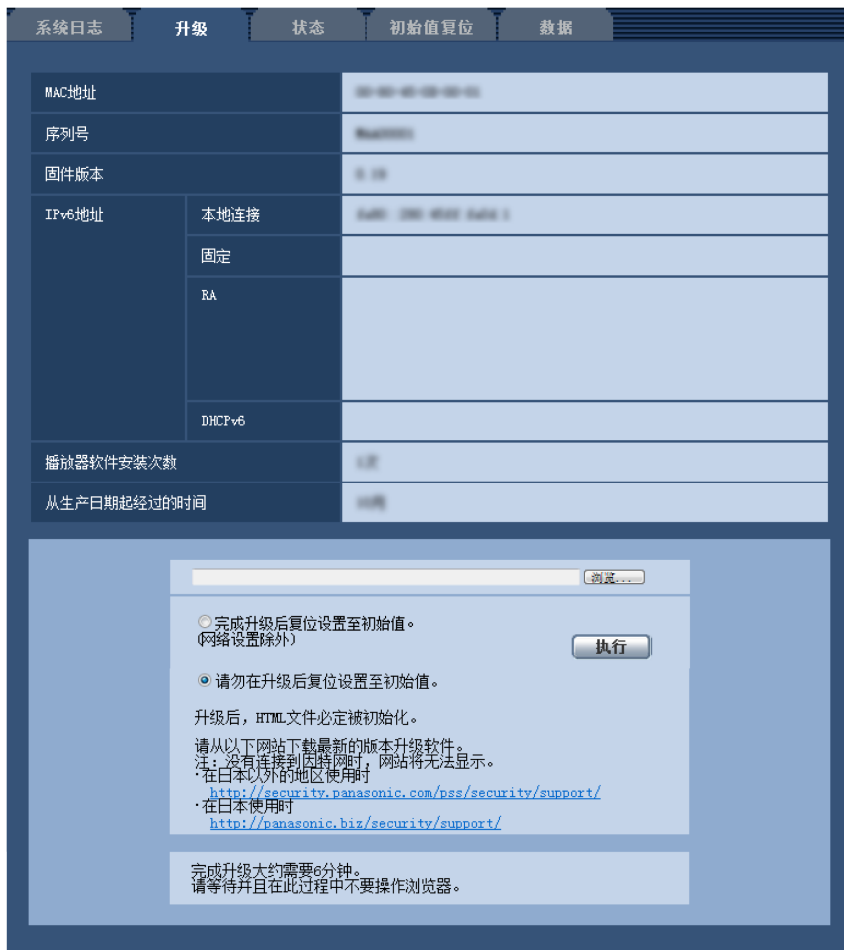 系统日志 升级 状态 初始值复位 数据
MAC地址
序列号
固件版本
IPv6地址 本地连接
固定
RA
DHCPv6
播放器软件安装次数
从生产日期起经过的时间
浏览...
完成升级后复位设置至初始值。
(网络设置除外)
执行
请勿在升级后复位设置至初始值。
升级后，HTML文件必定被初始化。
请从以下网站下载最新的版本升级软件。
注：没有连接到因特网时，网站将无法显示。
·在日本以外的地区使用时
http://security.panasonic.com/pss/security/support/
·在日本使用时
http://panasonic.biz/security/support/
完成升级大约需要6分钟。
请等待并且在此过程中不要操作浏览器。